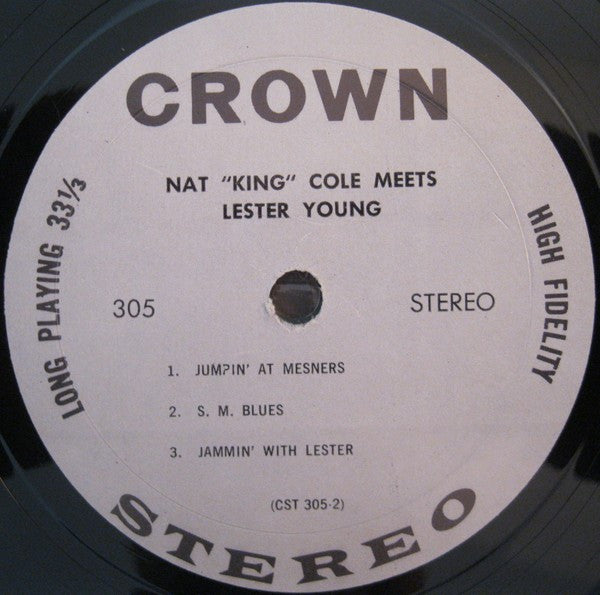 CROWN
NAT "KING" COLE MEETS
LESTER YOUNG
LONG PLAYING 33⅓
HIGH FIDELITY
305
STEREO
1. JUMPIN' AT MESNERS
2. S. M. BLUES
3. JAMMIN' WITH LESTER
(CST 305-2)
STEREO